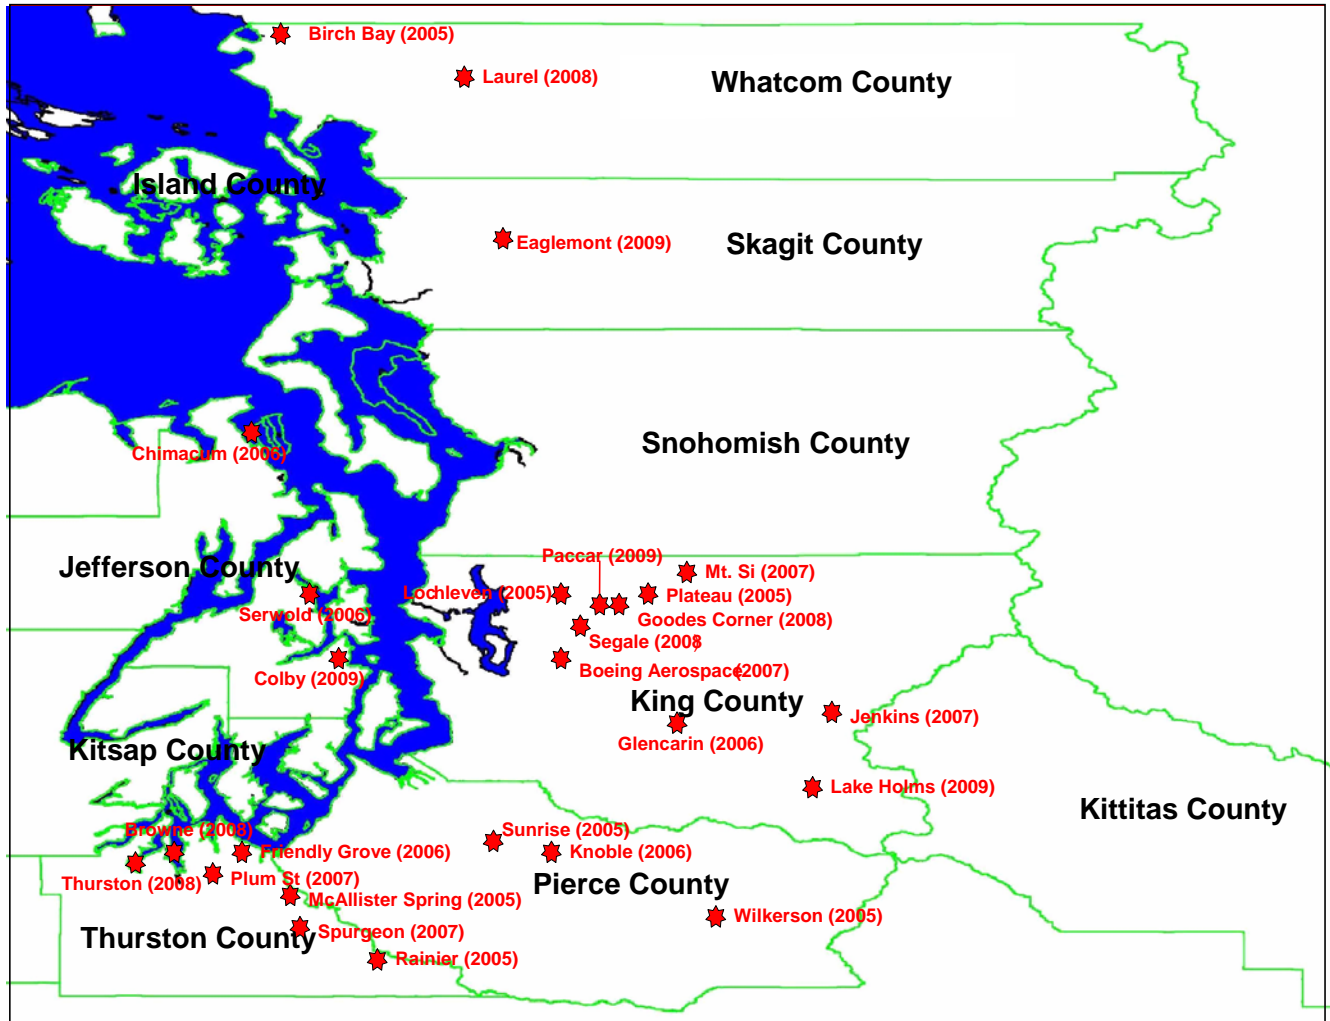 Birch Bay (2005)
Laurel (2008)
Whatcom County
Island County
Eaglemont (2009)
Skagit County
Chimacum (2006)
Snohomish County
Paccar (2009)
Jefferson County
Mt. Si (2007)
Lochleven (2005)
Plateau (2005)
Serwold (2006)
Goodes Corner (2008)
Segale (2008)
Colby (2009)
Boeing Aerospace(2007)
King County
Jenkins (2007)
Kitsap County
Glencarin (2006)
Lake Holms (2009)
Kittitas County
Browne (2008)
Sunrise (2005)
Friendly Grove (2006)
Knoble (2006)
Thurston (2008)
Plum St (2007)
Pierce County
McAllister Spring (2005)
Wilkerson (2005)
Thurston County
Spurgeon (2007)
Rainier (2005)